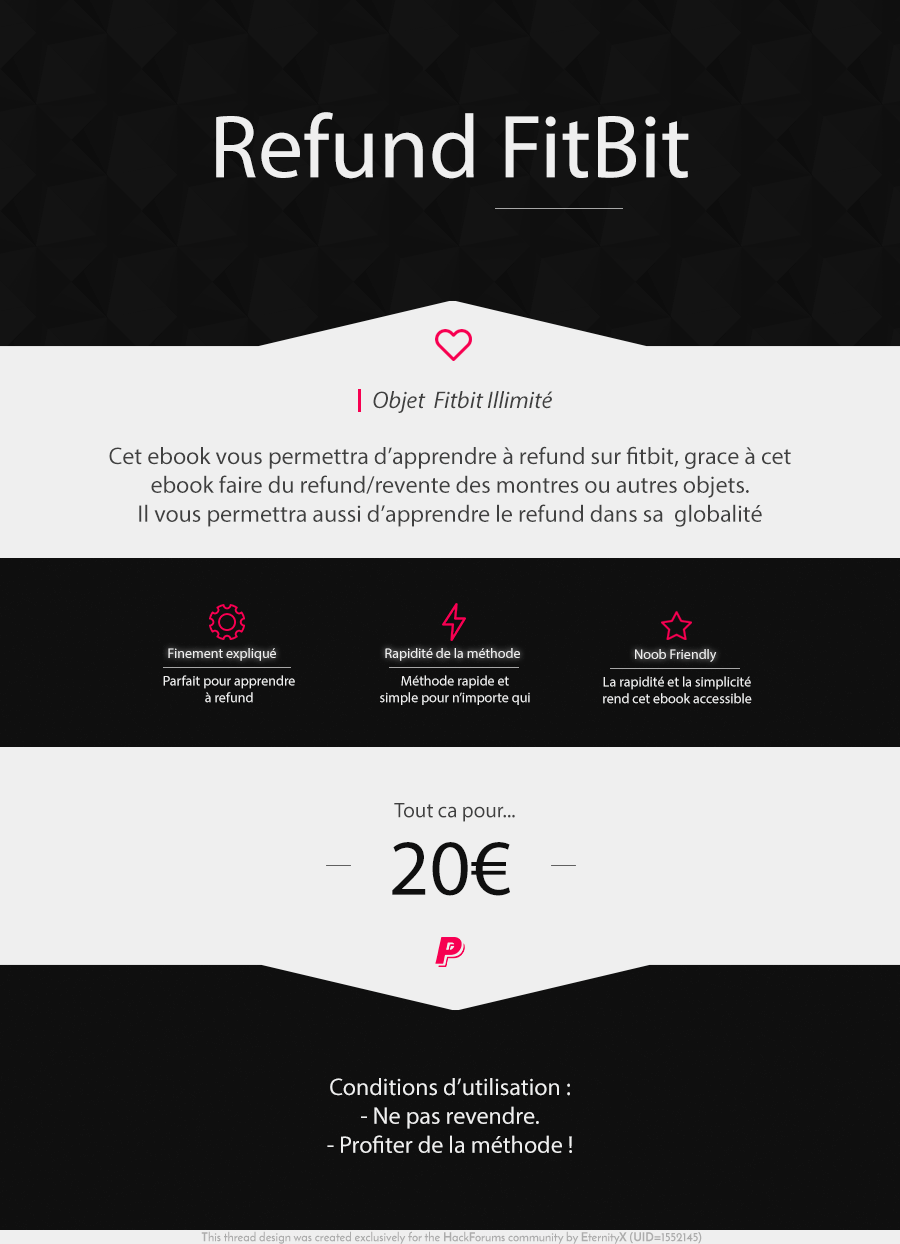 Refund FitBit
Objet Fitbit Illimité
Cet ebook vous permettra d’apprendre à refund sur fitbit, grace à cet
ebook faire du refund/revente des montres ou autres objets.
Il vous permettra aussi d’apprendre le refund dans sa globalité
Finement expliqué
Parfait pour apprendre
à refund
Rapidité de la méthode
Méthode rapide et
simple pour n’importe qui
Noob Friendly
La rapidité et la simplicité
rend cet ebook accessible
Tout ca pour...
20€
Conditions d’utilisation :
- Ne pas revendre.
- Profiter de la méthode !
This thread design was created exclusively for the HackForums community by EternityX (UID=1552145)